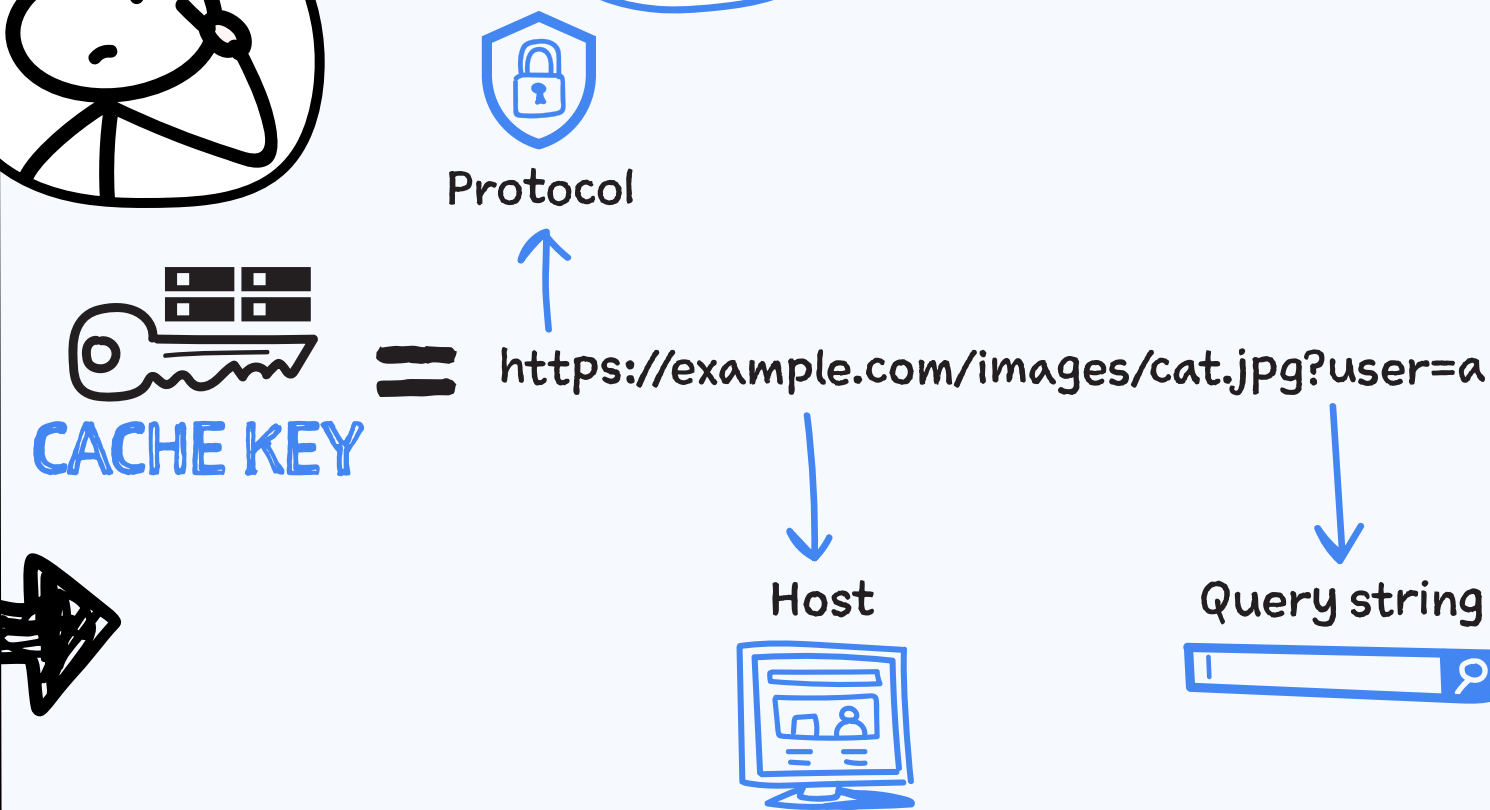 Protocol
https://example.com/images/cat.jpg?user=a
CACHE KEY
Host
Query string